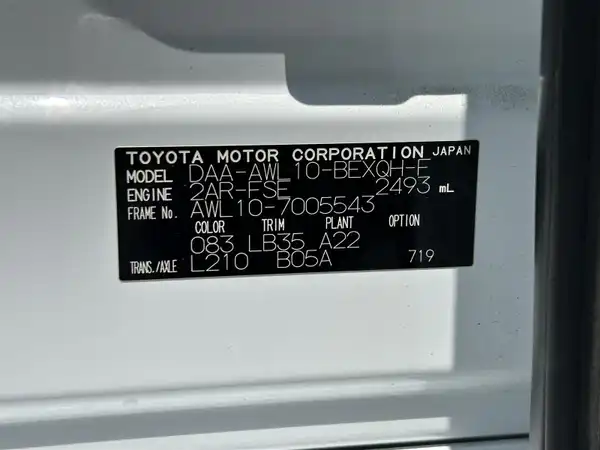 TOYOTA MOTOR CORPORATION JAPAN
MODEL DAA-AWL10-BEXQH-F
ENGINE 2AR-FSE 2493 mL
FRAME No. AWL10-7005543
COLOR TRIM PLANT OPTION
083 LB35 A22
TRANS./AXLE L210 B05A 719